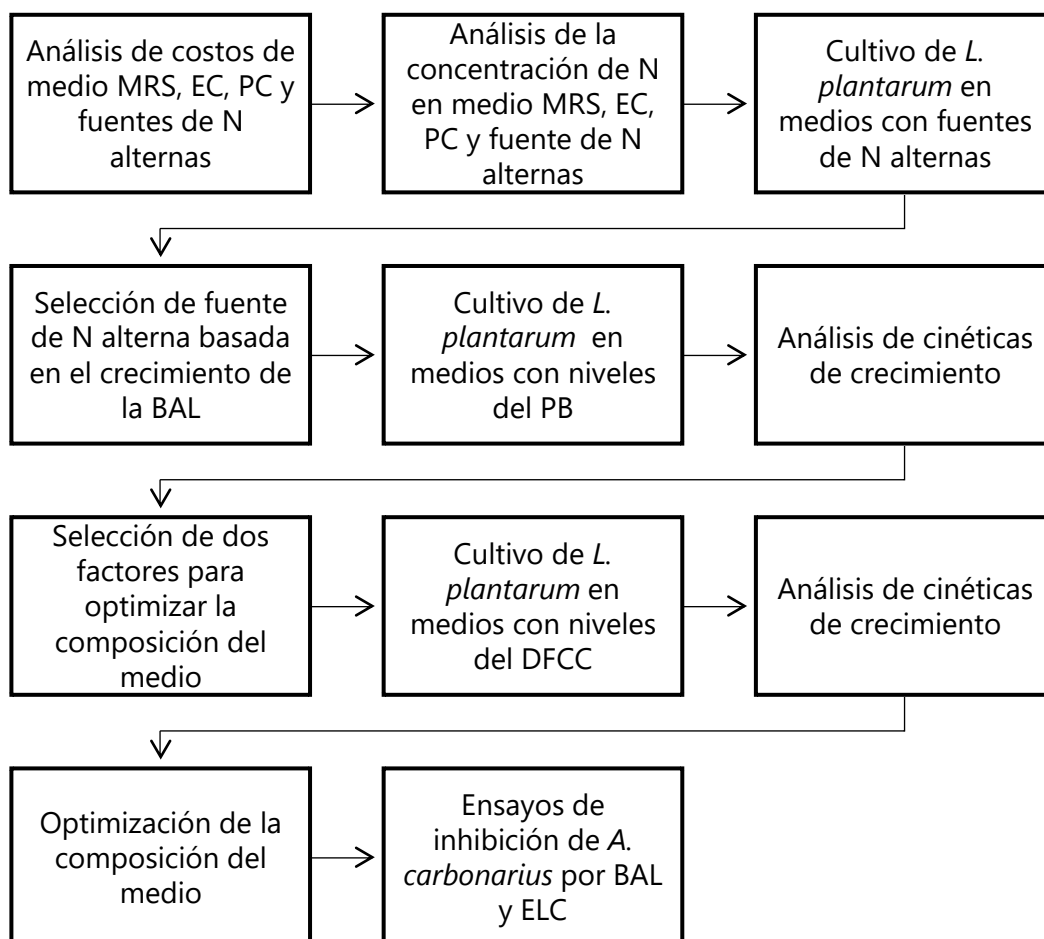 Análisis de costos de
medio MRS, EC, PC y
fuentes de N
alternas
Análisis de la
concentración de N
en medio MRS, EC,
PC y fuente de N
alternas
Cultivo de L.
plantarum en
medios con fuentes
de N alternas
Selección de fuente
de N alterna basada
en el crecimiento de
la BAL
Cultivo de L.
plantarum en
medios con niveles
del PB
Análisis de cinéticas
de crecimiento
Selección de dos
factores para
optimizar la
composición del
medio
Cultivo de L.
plantarum en
medios con niveles
del DFCC
Análisis de cinéticas
de crecimiento
Optimización de la
composición del
medio
Ensayos de
inhibición de A.
carbonarius por BAL
y ELC